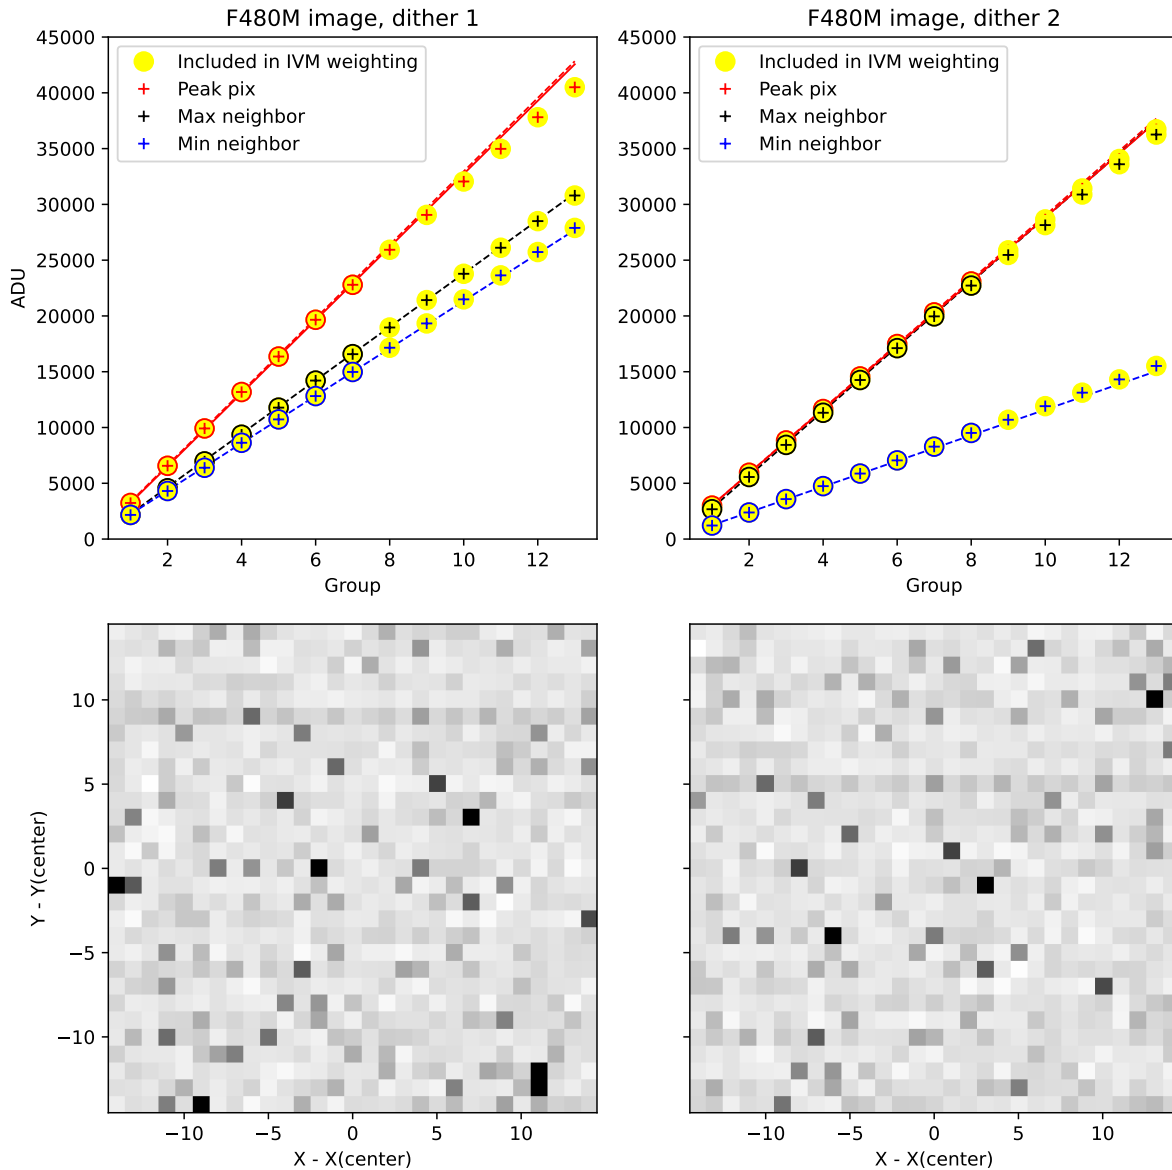 F480M image, dither 1
45000
40000
35000
30000
25000
20000
15000
10000
5000
0
ADU
Included in IVM weighting
Peak pix
Max neighbor
Min neighbor
2 4 6 8 10 12
Group
F480M image, dither 2
45000
40000
35000
30000
25000
20000
15000
10000
5000
0
Included in IVM weighting
Peak pix
Max neighbor
Min neighbor
2 4 6 8 10 12
Group
10
5
0
−5
−10
Y - Y(center)
−10 −5 0 5 10
X - X(center)
−10 −5 0 5 10
X - X(center)